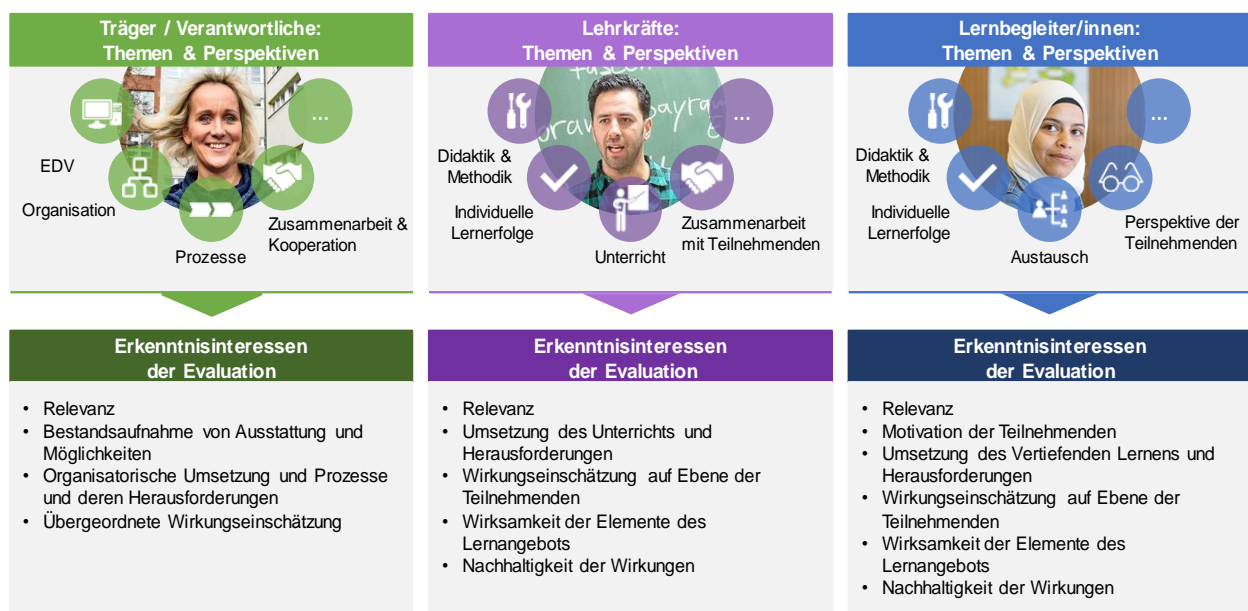 Träger / Verantwortliche:
Themen & Perspektiven
...
EDV
Organisation
Prozesse
Zusammenarbeit &
Kooperation
Lehrkräfte:
Themen & Perspektiven
...
Didaktik &
Methodik
Individuelle
Lernerfolge
Unterricht
Zusammenarbeit
mit Teilnehmenden
Lernbegleiter/innen:
Themen & Perspektiven
...
Didaktik &
Methodik
Individuelle
Lernerfolge
Austausch
Perspektive der
Teilnehmenden
Erkenntnisinteressen
der Evaluation
• Relevanz
• Bestandsaufnahme von Ausstattung und
Möglichkeiten
• Organisatorische Umsetzung und Prozesse
und deren Herausforderungen
• Übergeordnete Wirkungseinschätzung
Erkenntnisinteressen
der Evaluation
• Relevanz
• Umsetzung des Unterrichts und
Herausforderungen
• Wirkungseinschätzung auf Ebene der
Teilnehmenden
• Wirksamkeit der Elemente des
Lernangebots
• Nachhaltigkeit der Wirkungen
Erkenntnisinteressen
der Evaluation
• Relevanz
• Motivation der Teilnehmenden
• Umsetzung des Vertiefenden Lernens und
Herausforderungen
• Wirkungseinschätzung auf Ebene der
Teilnehmenden
• Wirksamkeit der Elemente des
Lernangebots
• Nachhaltigkeit der Wirkungen